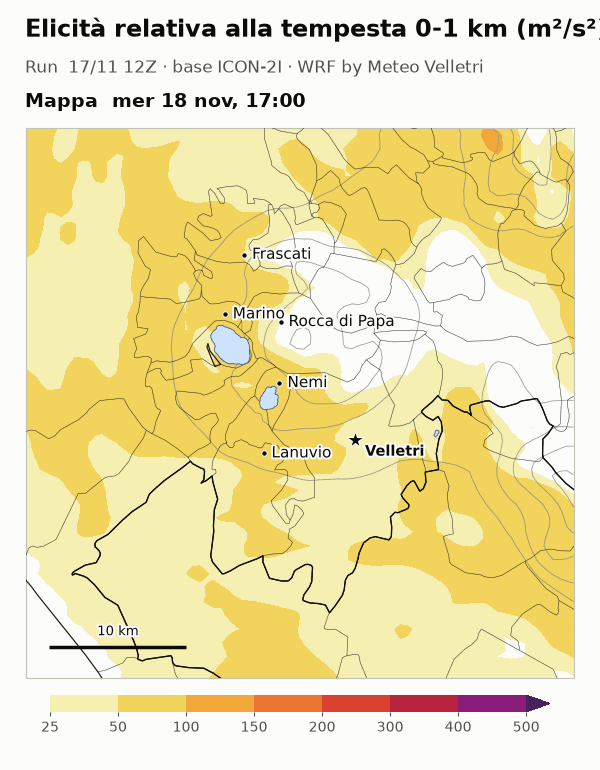 Elicità relativa alla tempesta 0-1 km (m²/s²)
Run 17/11 12Z · base ICON-2I · WRF by Meteo Velletri
Mappa mer 18 nov, 17:00
Frascati
Marino
Rocca di Papa
Nemi
Lanuvio
Velletri
10 km
25 50 100 150 200 300 400 500